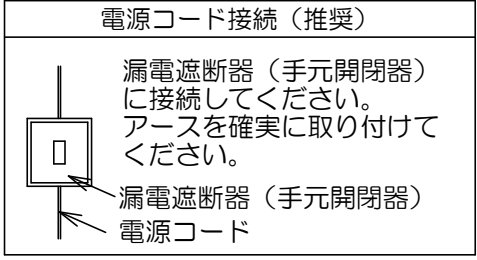 電源コード接続（推奨）
漏電遮断器（手元開閉器）
に接続してください。
アースを確実に取り付けて
ください。
漏電遮断器（手元開閉器）
電源コード